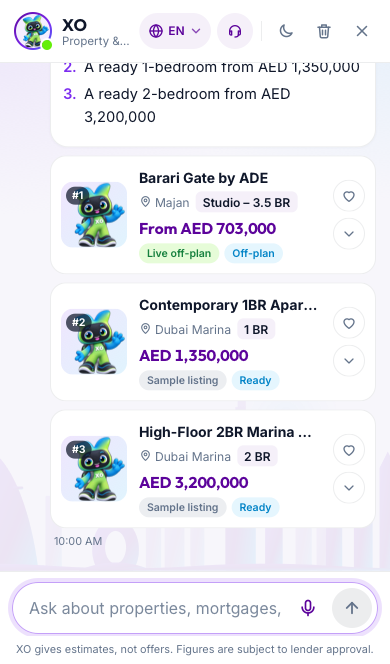 XO
Property &...
EN
2. A ready 1-bedroom from AED 1,350,000
3. A ready 2-bedroom from AED
3,200,000
#1
Barari Gate by ADE
Majan
Studio – 3.5 BR
From AED 703,000
Live off-plan
Off-plan
#2
Contemporary 1BR Apar...
Dubai Marina
1 BR
AED 1,350,000
Sample listing
Ready
#3
High-Floor 2BR Marina ...
Dubai Marina
2 BR
AED 3,200,000
Sample listing
Ready
10:00 AM
Ask about properties, mortgages,
XO gives estimates, not offers. Figures are subject to lender approval.